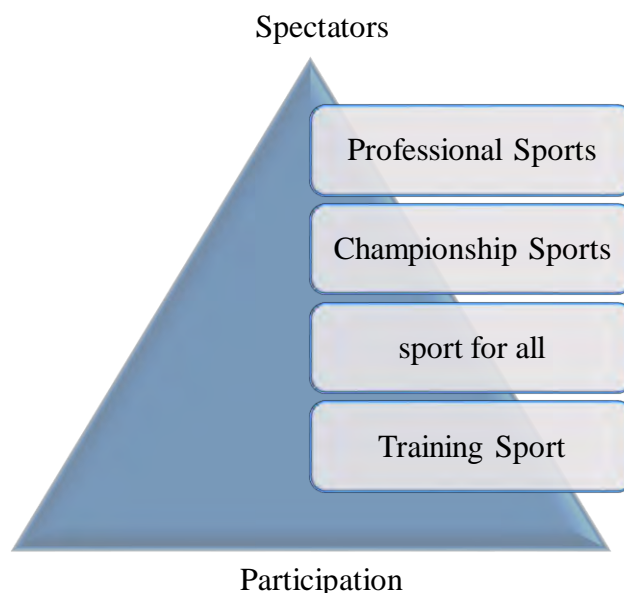 Spectators
Professional Sports
Championship Sports
sport for all
Training Sport
Participation